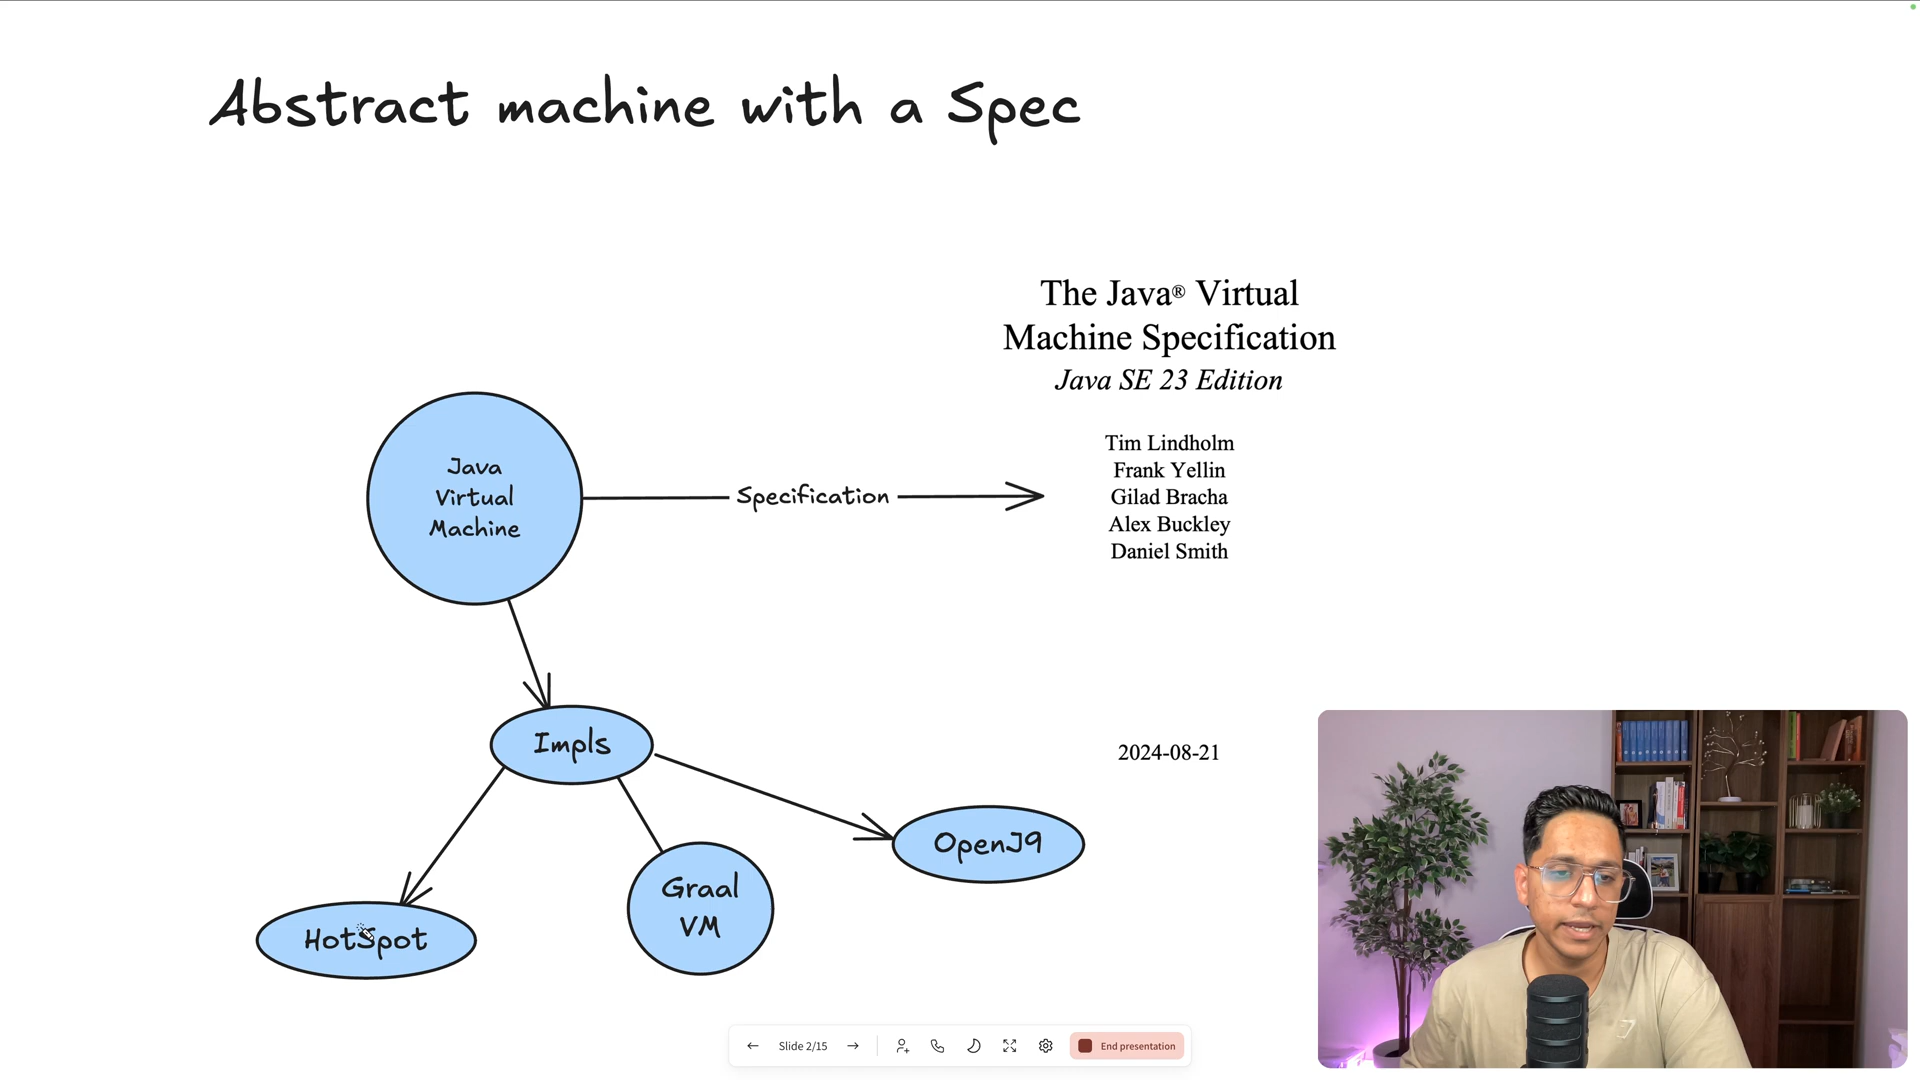 Abstract machine with a Spec
The Java® Virtual
Machine Specification
Java SE 23 Edition
Tim Lindholm
Frank Yellin
Gilad Bracha
Alex Buckley
Daniel Smith
2024-08-21
Java
Virtual
Machine
Specification
Impls
HotSpot
Graal
VM
OpenJ9
Slide 2/15
End presentation